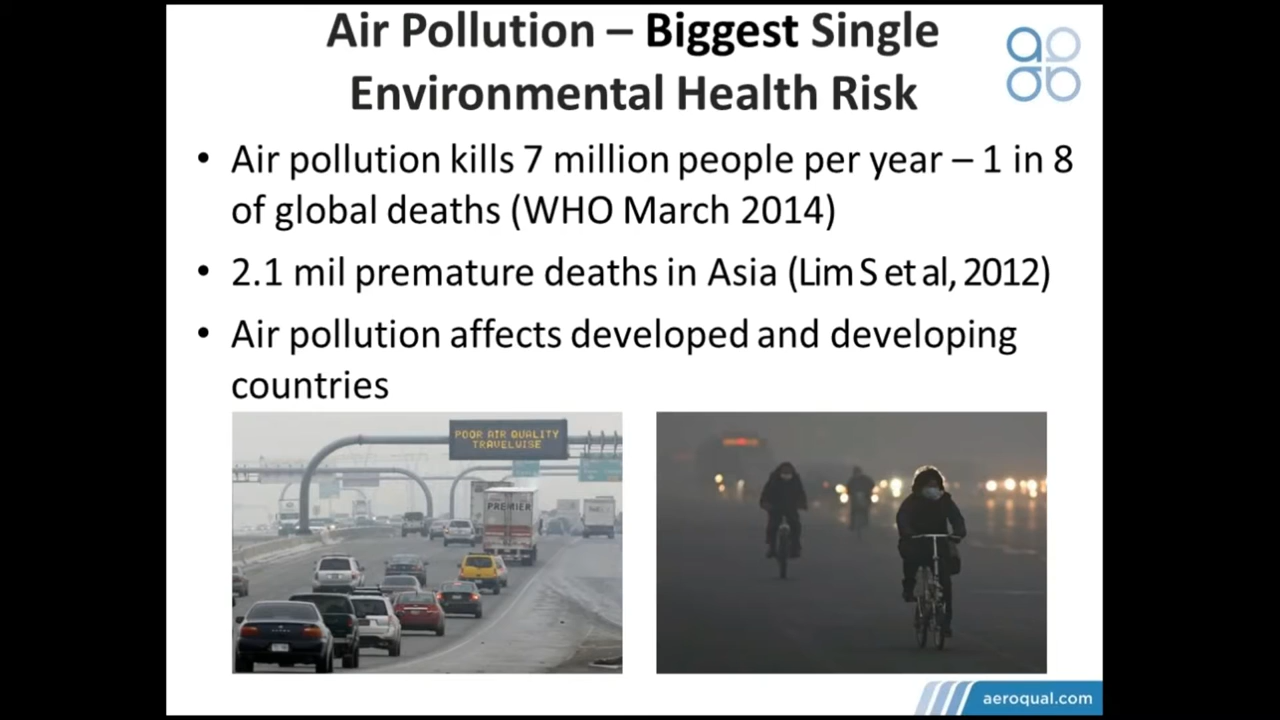 Air Pollution – Biggest Single
Environmental Health Risk
• Air pollution kills 7 million people per year – 1 in 8
of global deaths (WHO March 2014)
• 2.1 mil premature deaths in Asia (Lim S et al, 2012)
• Air pollution affects developed and developing
countries
POOR AIR QUALITY
TRAVELWISE
PREMIER
aeroqual.com